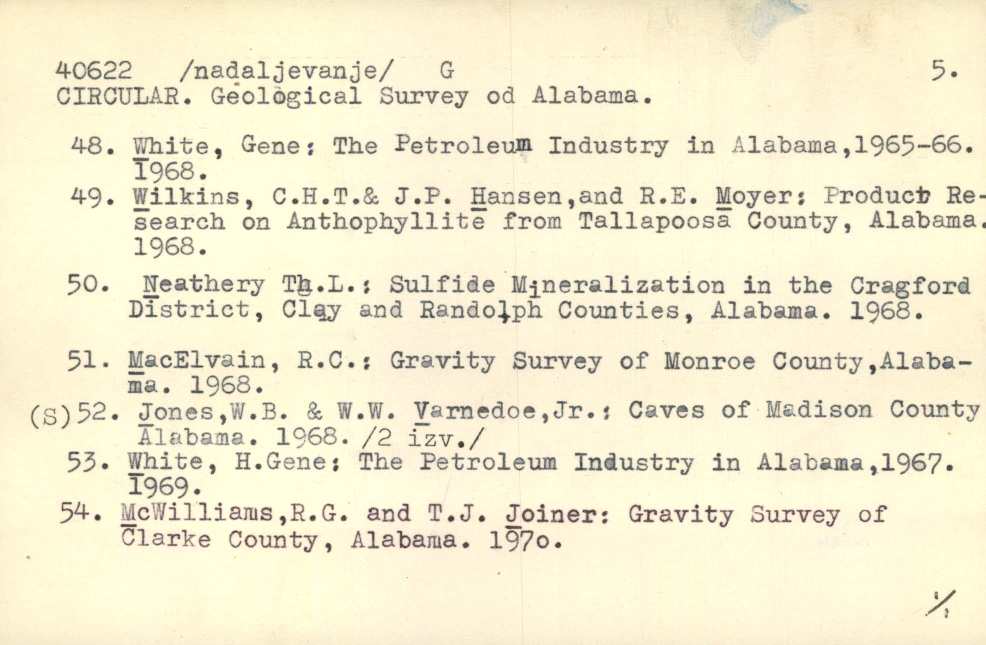 40622 /nadaljevanje/ G 5.
CIRCULAR. Geological Survey od Alabama.
48. White, Gene: The Petroleum Industry in Alabama,1965-66.
1968.
49. Wilkins, C.H.T.& J.P. Hansen,and R.E. Moyer: Product Re-
search on Anthophyllite from Tallapoosa County, Alabama.
1968.
50. Neathery Th.L.: Sulfide Mineralization in the Cragford
District, Clay and Randolph Counties, Alabama. 1968.
51. MacElvain, R.C.: Gravity Survey of Monroe County,Alaba-
ma. 1968.
(S) 52. Jones,W.B. & W.W. Varnedoe,Jr.: Caves of Madison County
Alabama. 1968. /2 izv./
53. White, H.Gene: The Petroleum Industry in Alabama,1967.
1969.
54. McWilliams,R.G. and T.J. Joiner: Gravity Survey of
Clarke County, Alabama. 197o.